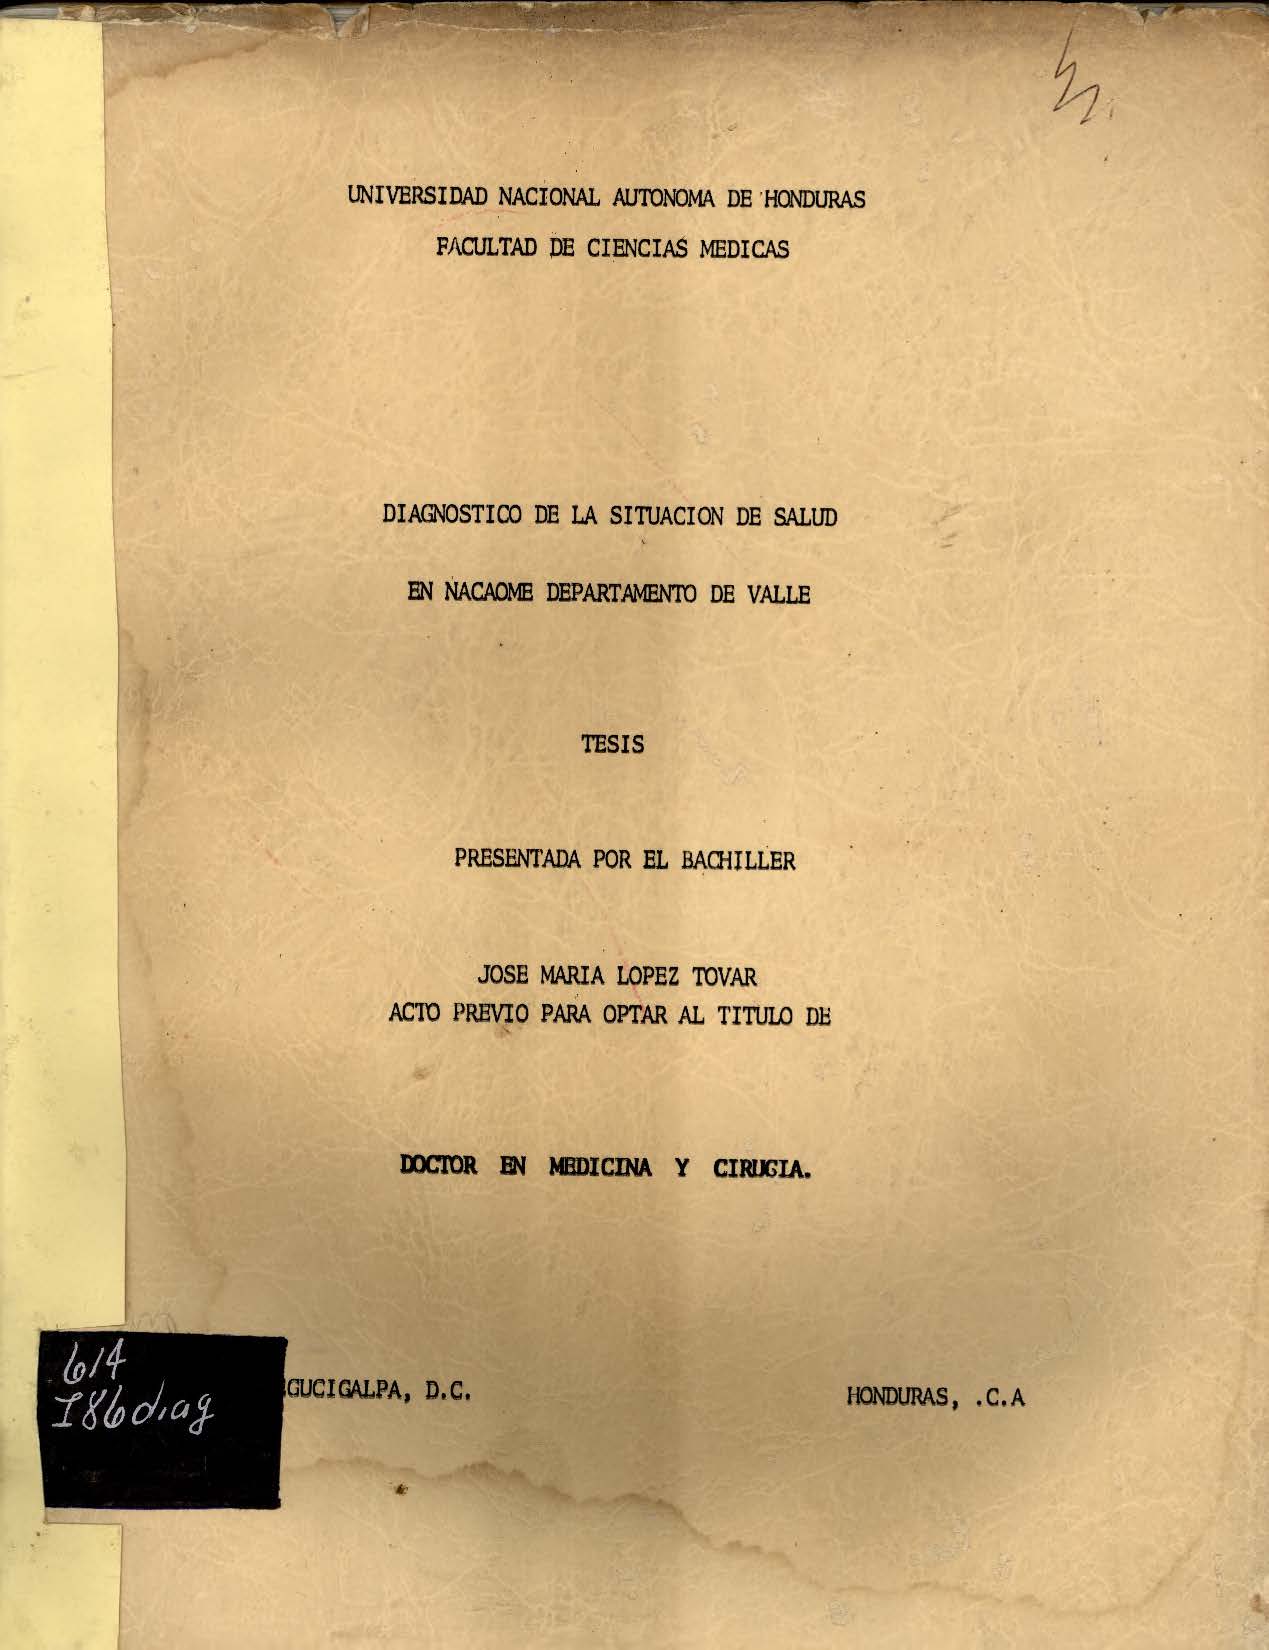 UNIVERSIDAD NACIONAL AUTONOMA DE HONDURAS
FACULTAD DE CIENCIAS MEDICAS
DIAGNOSTICO DE LA SITUACION DE SALUD
EN NACAOME DEPARTAMENTO DE VALLE
TESIS
PRESENTADA POR EL BACHILLER
JOSE MARIA LOPEZ TOVAR
ACTO PREVIO PARA OPTAR AL TITULO DE
DOCTOR EN MEDICINA Y CIRUGIA.
GUCIGALPA, D.C. HONDURAS, .C.A
614
I86diag